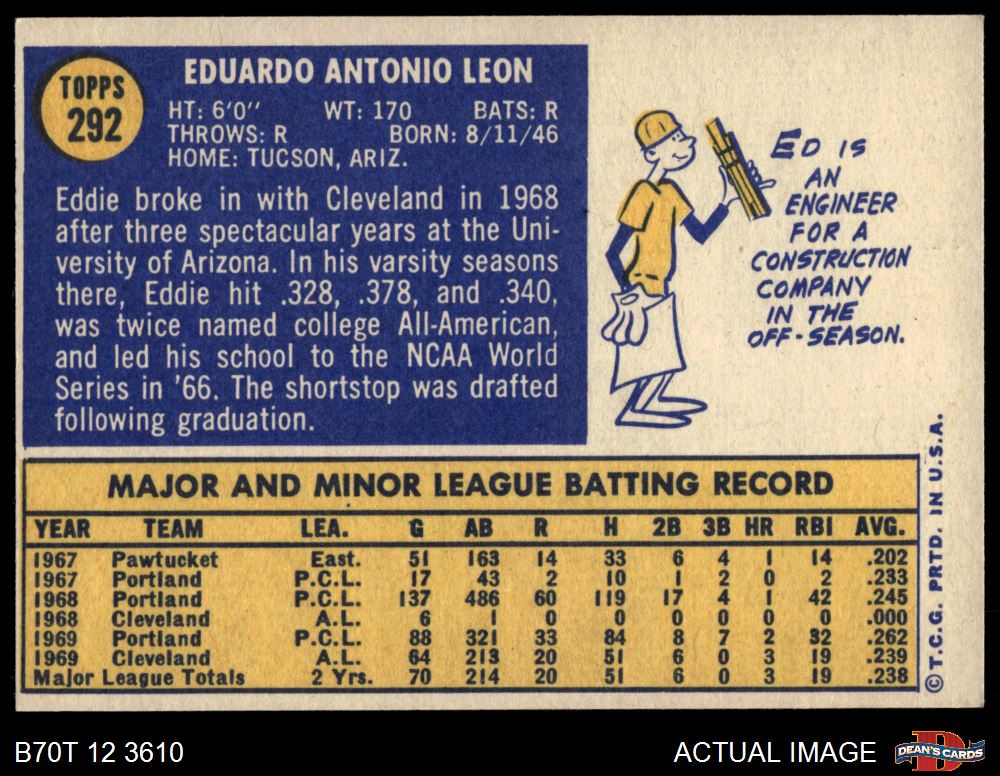 TOPPS
292
EDUARDO ANTONIO LEON
HT: 6'0" WT: 170 BATS: R
THROWS: R BORN: 8/11/46
HOME: TUCSON, ARIZ.
Eddie broke in with Cleveland in 1968
after three spectacular years at the Uni-
versity of Arizona. In his varsity seasons
there, Eddie hit .328, .378, and .340,
was twice named college All-American,
and led his school to the NCAA World
Series in '66. The shortstop was drafted
following graduation.
ED IS
AN
ENGINEER
FOR A
CONSTRUCTION
COMPANY
IN THE
OFF-SEASON.
MAJOR AND MINOR LEAGUE BATTING RECORD
YEAR TEAM LEA. G AB R H 2B 3B HR RBI AVG.
1967 Pawtucket East. 51 163 14 33 6 4 1 14 .202
1967 Portland P.C.L. 17 43 2 10 1 2 0 2 .233
1968 Portland P.C.L. 137 486 60 119 17 4 1 42 .245
1968 Cleveland A.L. 6 1 0 0 0 0 0 0 .000
1969 Portland P.C.L. 88 321 33 84 8 7 2 32 .262
1969 Cleveland A.L. 64 213 20 51 6 0 3 19 .239
Major League Totals 2 Yrs. 70 214 20 51 6 0 3 19 .238
©T.C.G. PRTD. IN U.S.A.
B70T 12 3610
ACTUAL IMAGE
DEAN'S CARDS